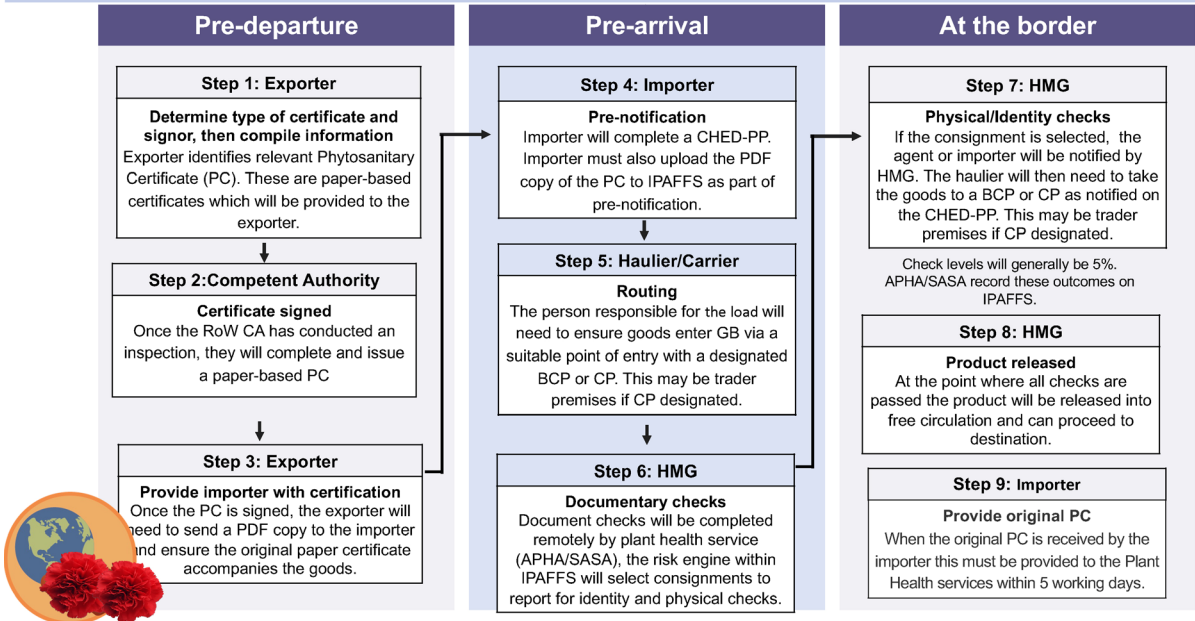 Pre-departure
Step 1: Exporter
Determine type of certificate and
signor, then compile information
Exporter identifies relevant Phytosanitary
Certificate (PC). These are paper-based
certificates which will be provided to the
exporter.
Step 2:Competent Authority
Certificate signed
Once the RoW CA has conducted an
inspection, they will complete and issue
a paper-based PC
Step 3: Exporter
Provide importer with certification
Once the PC is signed, the exporter will
need to send a PDF copy to the importer
and ensure the original paper certificate
accompanies the goods.
Pre-arrival
Step 4: Importer
Pre-notification
Importer will complete a CHED-PP.
Importer must also upload the PDF
copy of the PC to IPAFFS as part of
pre-notification.
Step 5: Haulier/Carrier
Routing
The person responsible for the load will
need to ensure goods enter GB via a
suitable point of entry with a designated
BCP or CP. This may be trader
premises if CP designated.
Step 6: HMG
Documentary checks
Document checks will be completed
remotely by plant health service
(APHA/SASA), the risk engine within
IPAFFS will select consignments to
report for identity and physical checks.
At the border
Step 7: HMG
Physical/Identity checks
If the consignment is selected, the
agent or importer will be notified by
HMG. The haulier will then need to take
the goods to a BCP or CP as notified on
the CHED-PP. This may be trader
premises if CP designated.
Check levels will generally be 5%.
APHA/SASA record these outcomes on
IPAFFS.
Step 8: HMG
Product released
At the point where all checks are
passed the product will be released into
free circulation and can proceed to
destination.
Step 9: Importer
Provide original PC
When the original PC is received by the
importer this must be provided to the Plant
Health services within 5 working days.